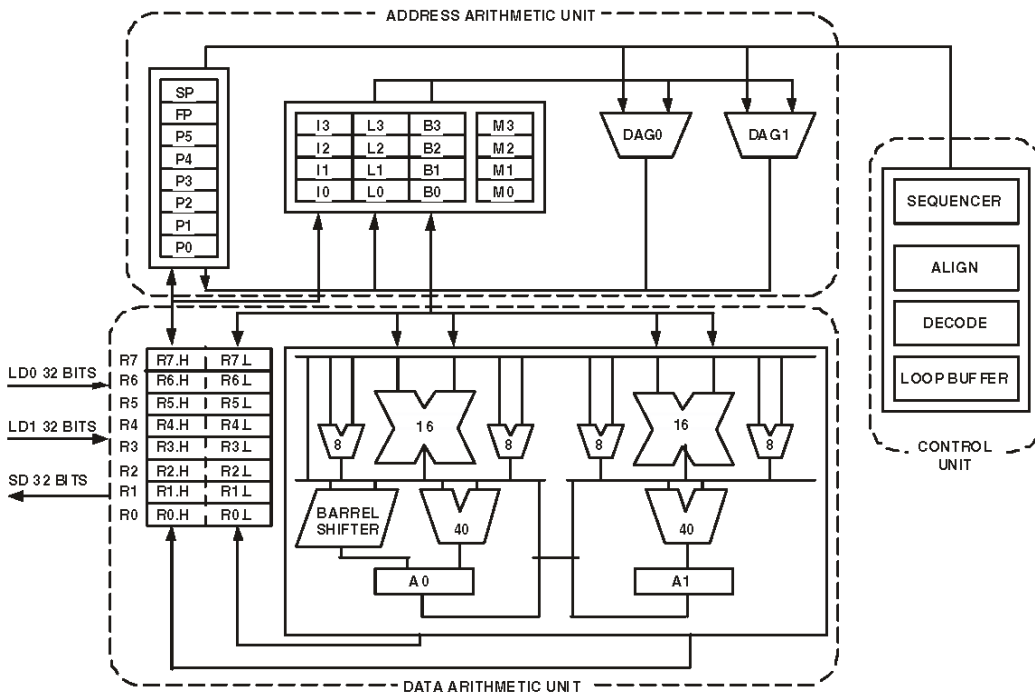 ADDRESS ARITHMETIC UNIT
SP
FP
P5
P4
P3
P2
P1
P0
I3 L3 B3 M3
I2 L2 B2 M2
I1 L1 B1 M1
I0 L0 B0 M0
DAG0
DAG1
SEQUENCER
ALIGN
DECODE
LOOP BUFFER
CONTROL
UNIT
LD0 32 BITS
LD1 32 BITS
SD 32 BITS
R7 R7.H R7.L
R6 R6.H R6.L
R5 R5.H R5.L
R4 R4.H R4.L
R3 R3.H R3.L
R2 R2.H R2.L
R1 R1.H R1.L
R0 R0.H R0.L
8 16 8 8 16 8
BARREL
SHIFTER
40
40
A0
A1
DATA ARITHMETIC UNIT